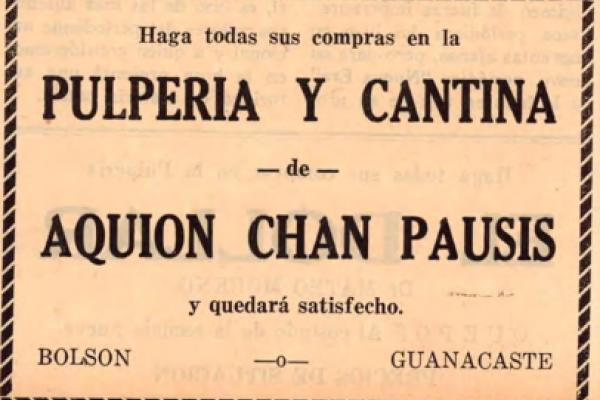 Haga todas sus compras en la
PULPERIA Y CANTINA
— de —
AQUION CHAN PAUSIS
y quedará satisfecho.
BOLSON —o— GUANACASTE